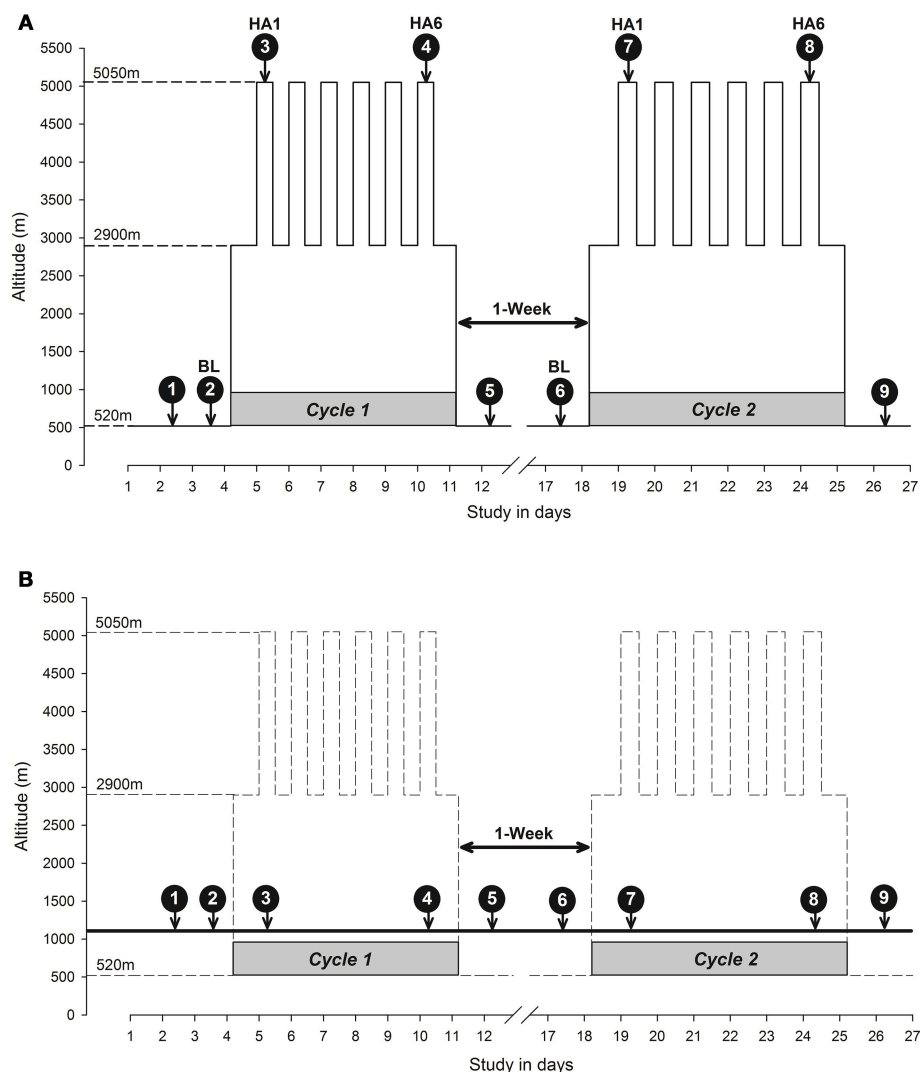 A
HA1 HA6 HA1 HA6
3 4 7 8
5500
5050m
5000
4500
4000
3500
3000
2900m
2500
2000
1-Week
1500
BL BL
1 2 6 5 9
1000
Cycle 1 Cycle 2
520m
500
0
Altitude (m)
1 2 3 4 5 6 7 8 9 10 11 12 17 18 19 20 21 22 23 24 25 26 27
Study in days
B
5500
5050m
5000
4500
4000
3500
3000
2900m
2500
1-Week
2000
1500
1 2 3 4 5 6 7 8 9
1000
Cycle 1 Cycle 2
520m
500
0
Altitude (m)
1 2 3 4 5 6 7 8 9 10 11 12 17 18 19 20 21 22 23 24 25 26 27
Study in days